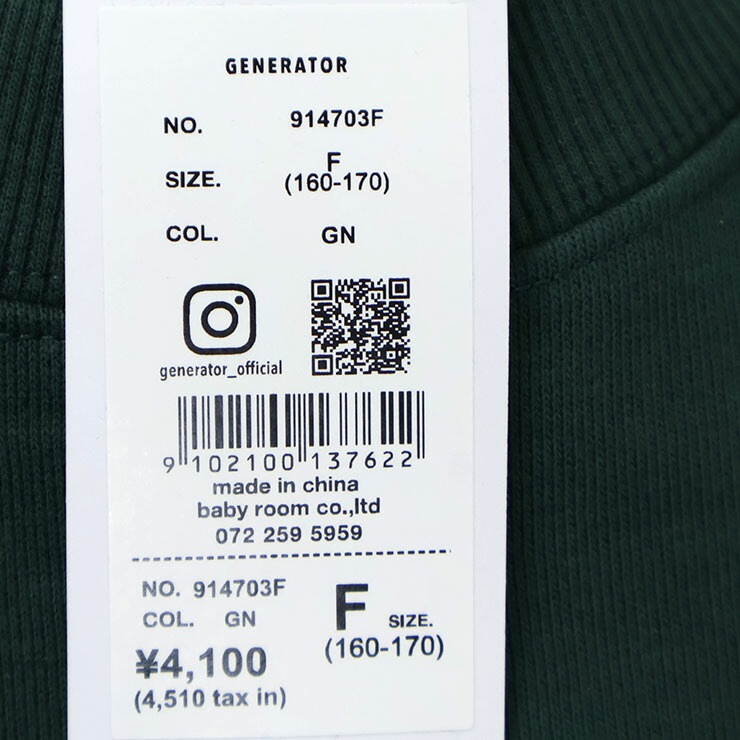 GENERATOR
NO. 914703F
SIZE. F
(160-170)
COL. GN
generator_official
9 102100 137622
made in china
baby room co.,ltd
072 259 5959
NO. 914703F
COL. GN
F SIZE.
(160-170)
¥4,100
(4,510 tax in)